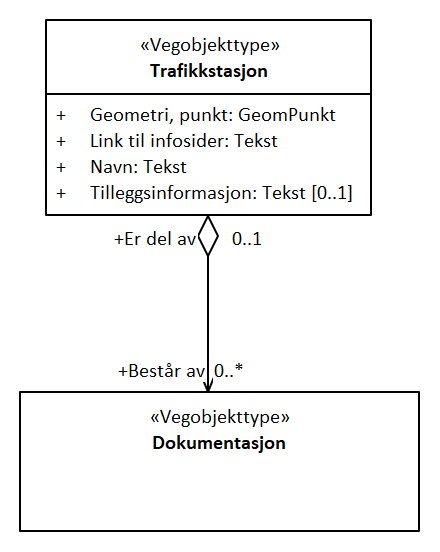 «Vegobjekttype»
Trafikkstasjon
+ Geometri, punkt: GeomPunkt
+ Link til infosider: Tekst
+ Navn: Tekst
+ Tilleggsinformasjon: Tekst [0..1]
+Er del av 0..1
+Består av 0..*
«Vegobjekttype»
Dokumentasjon